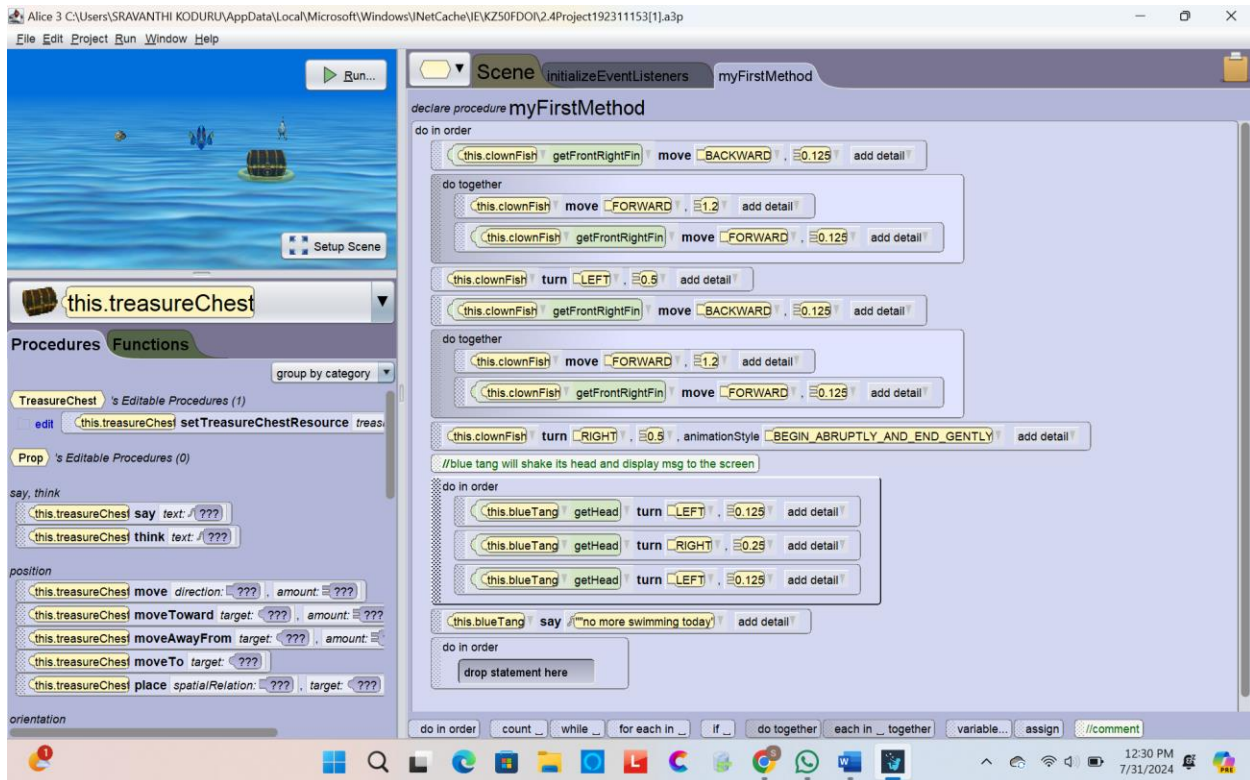 Alice 3 C:\Users\SRAVANTHI KODURU\AppData\Local\Microsoft\Windows\INetCache\IE\KZ50FDOI\2.4Project192311153[1].a3p
File Edit Project Run Window Help
Run...
Setup Scene
this.treasureChest
Procedures Functions
group by category
TreasureChest 's Editable Procedures (1)
edit this.treasureChest setTreasureChestResource treas
Prop 's Editable Procedures (0)
say, think
this.treasureChest say text: ???
this.treasureChest think text: ???
position
this.treasureChest move direction: ??? , amount: ???
this.treasureChest moveToward target: ??? , amount: ???
this.treasureChest moveAwayFrom target: ??? , amount:
this.treasureChest moveTo target: ???
this.treasureChest place spatialRelation: ??? , target: ???
orientation
Scene initializeEventListeners myFirstMethod
declare procedure myFirstMethod
do in order
this.clownFish getFrontRightFin move BACKWARD , 0.125 add detail
do together
this.clownFish move FORWARD , 1.2 add detail
this.clownFish getFrontRightFin move FORWARD , 0.125 add detail
this.clownFish turn LEFT , 0.5 add detail
this.clownFish getFrontRightFin move BACKWARD , 0.125 add detail
do together
this.clownFish move FORWARD , 1.2 add detail
this.clownFish getFrontRightFin move FORWARD , 0.125 add detail
this.clownFish turn RIGHT , 0.5 , animationStyle BEGIN_ABRUPTLY_AND_END_GENTLY add detail
//blue tang will shake its head and display msg to the screen
do in order
this.blueTang getHead turn LEFT , 0.125 add detail
this.blueTang getHead turn RIGHT , 0.25 add detail
this.blueTang getHead turn LEFT , 0.125 add detail
this.blueTang say ""no more swimming today" add detail
do in order
drop statement here
do in order count _ while _ for each in _ if _ do together each in _ together variable... assign //comment
12:30 PM
7/31/2024
PRE